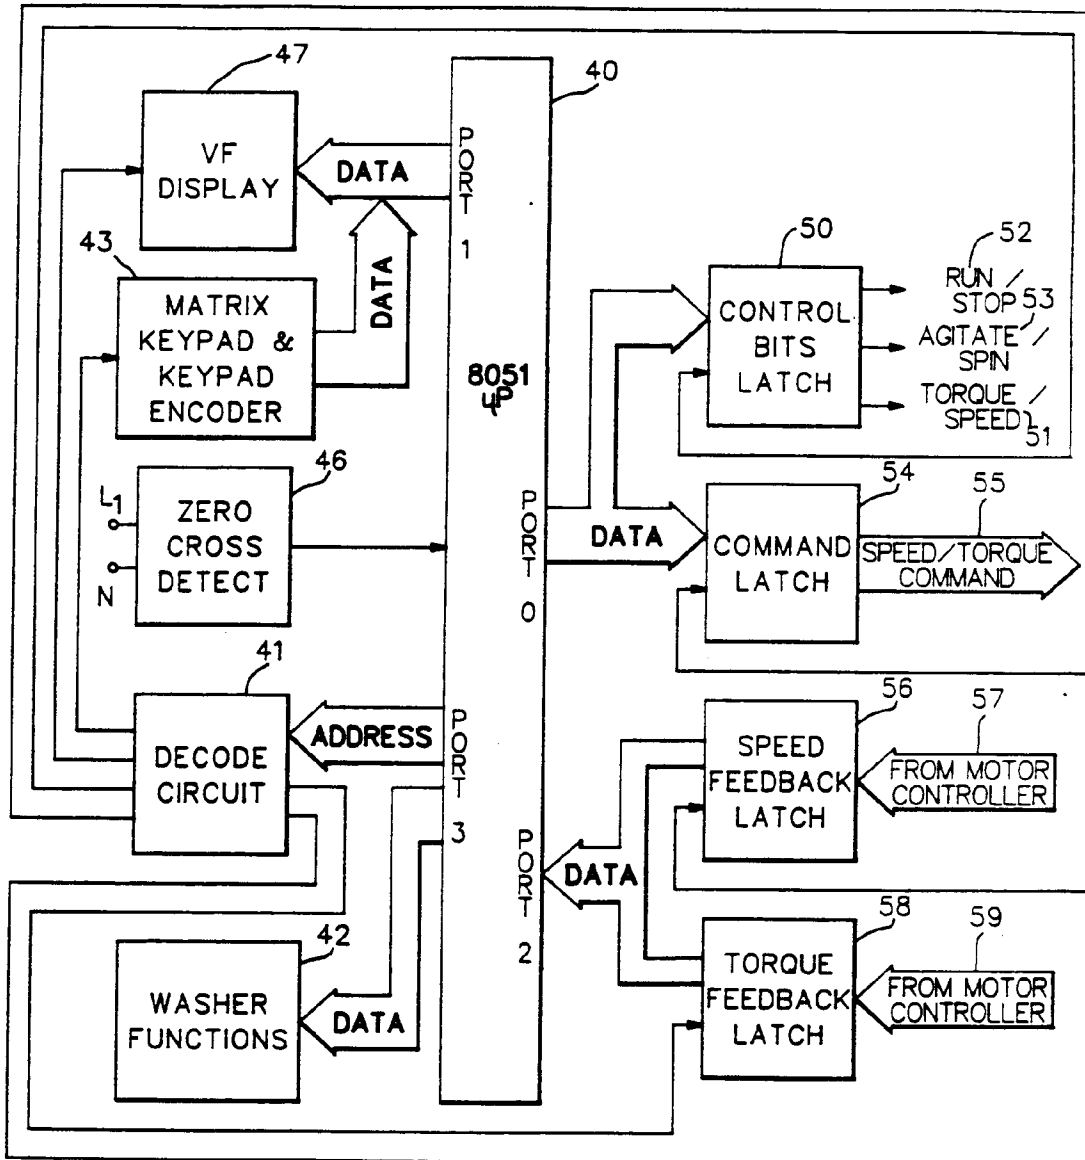 47
VF
DISPLAY
DATA
PORT 1
40
43
MATRIX
KEYPAD &
KEYPAD
ENCODER
DATA
8051
μP
50
CONTROL
BITS
LATCH
52
RUN /
STOP
53
AGITATE /
SPIN
TORQUE /
SPEED
51
46
L1
N
ZERO
CROSS
DETECT
PORT 0
DATA
54
COMMAND
LATCH
55
SPEED/TORQUE
COMMAND
41
DECODE
CIRCUIT
ADDRESS
PORT 3
56
SPEED
FEEDBACK
LATCH
57
FROM MOTOR
CONTROLLER
PORT 2
DATA
42
WASHER
FUNCTIONS
DATA
58
TORQUE
FEEDBACK
LATCH
59
FROM MOTOR
CONTROLLER